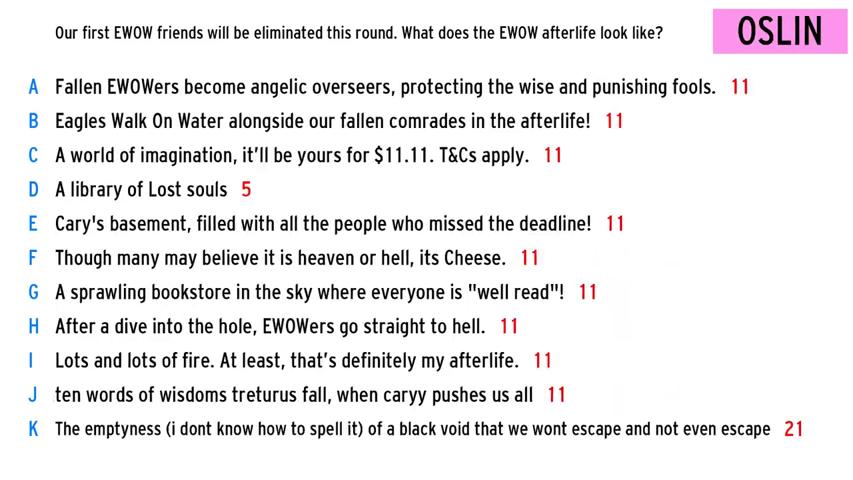 Our first EWOW friends will be eliminated this round. What does the EWOW afterlife look like?
OSLIN
A Fallen EWOWers become angelic overseers, protecting the wise and punishing fools. 11
B Eagles Walk On Water alongside our fallen comrades in the afterlife! 11
C A world of imagination, it'll be yours for $11.11. T&Cs apply. 11
D A library of Lost souls 5
E Cary's basement, filled with all the people who missed the deadline! 11
F Though many may believe it is heaven or hell, its Cheese. 11
G A sprawling bookstore in the sky where everyone is "well read"! 11
H After a dive into the hole, EWOWers go straight to hell. 11
I Lots and lots of fire. At least, that's definitely my afterlife. 11
J ten words of wisdoms treturus fall, when caryy pushes us all 11
K The emptyness (i dont know how to spell it) of a black void that we wont escape and not even escape 21